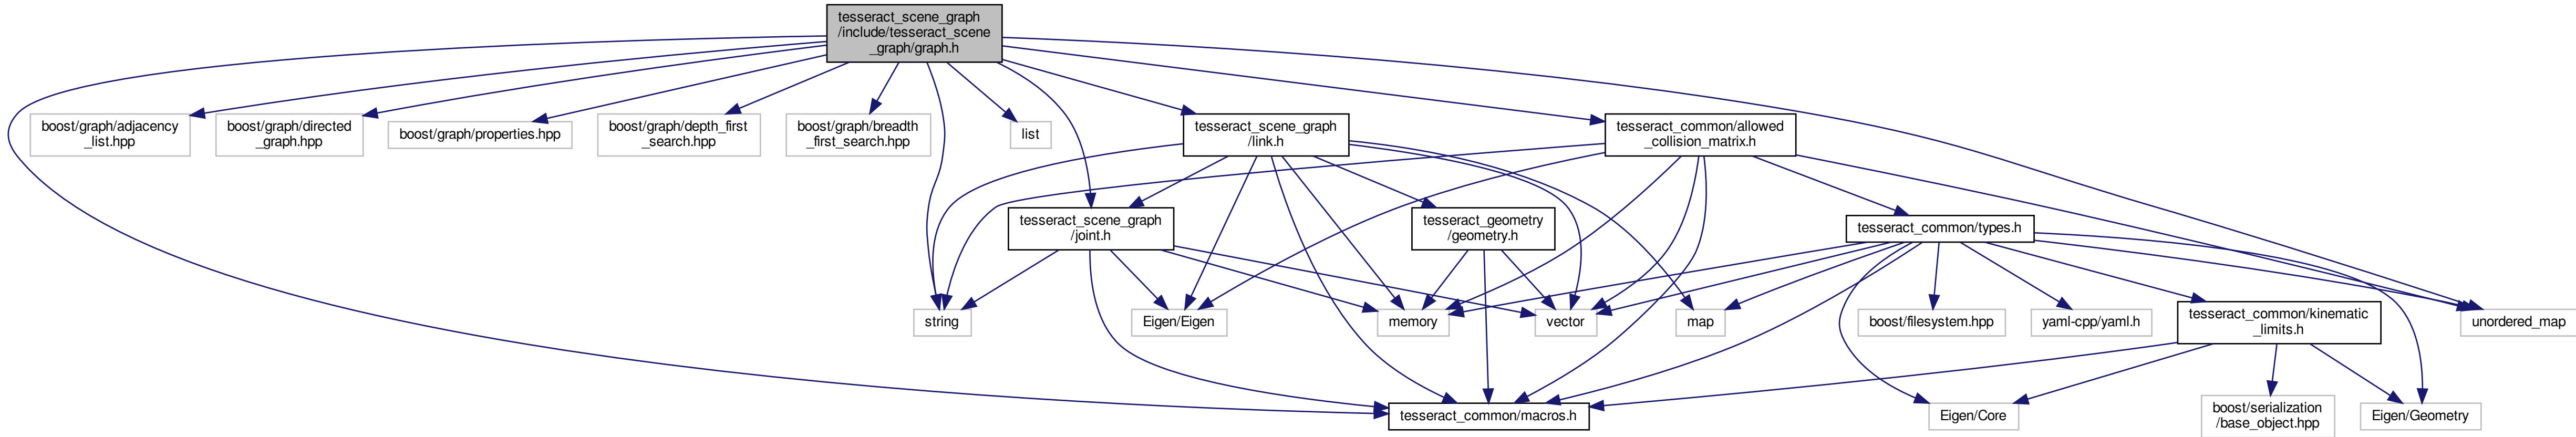 tesseract_scene_graph
/include/tesseract_scene
_graph/graph.h
boost/graph/adjacency
_list.hpp
boost/graph/directed
_graph.hpp
boost/graph/properties.hpp
boost/graph/depth_first
_search.hpp
boost/graph/breadth
_first_search.hpp
list
tesseract_scene_graph
/link.h
tesseract_common/allowed
_collision_matrix.h
tesseract_scene_graph
/joint.h
tesseract_geometry
/geometry.h
tesseract_common/types.h
string
Eigen/Eigen
memory
vector
map
boost/filesystem.hpp
yaml-cpp/yaml.h
tesseract_common/kinematic
_limits.h
unordered_map
tesseract_common/macros.h
Eigen/Core
boost/serialization
/base_object.hpp
Eigen/Geometry